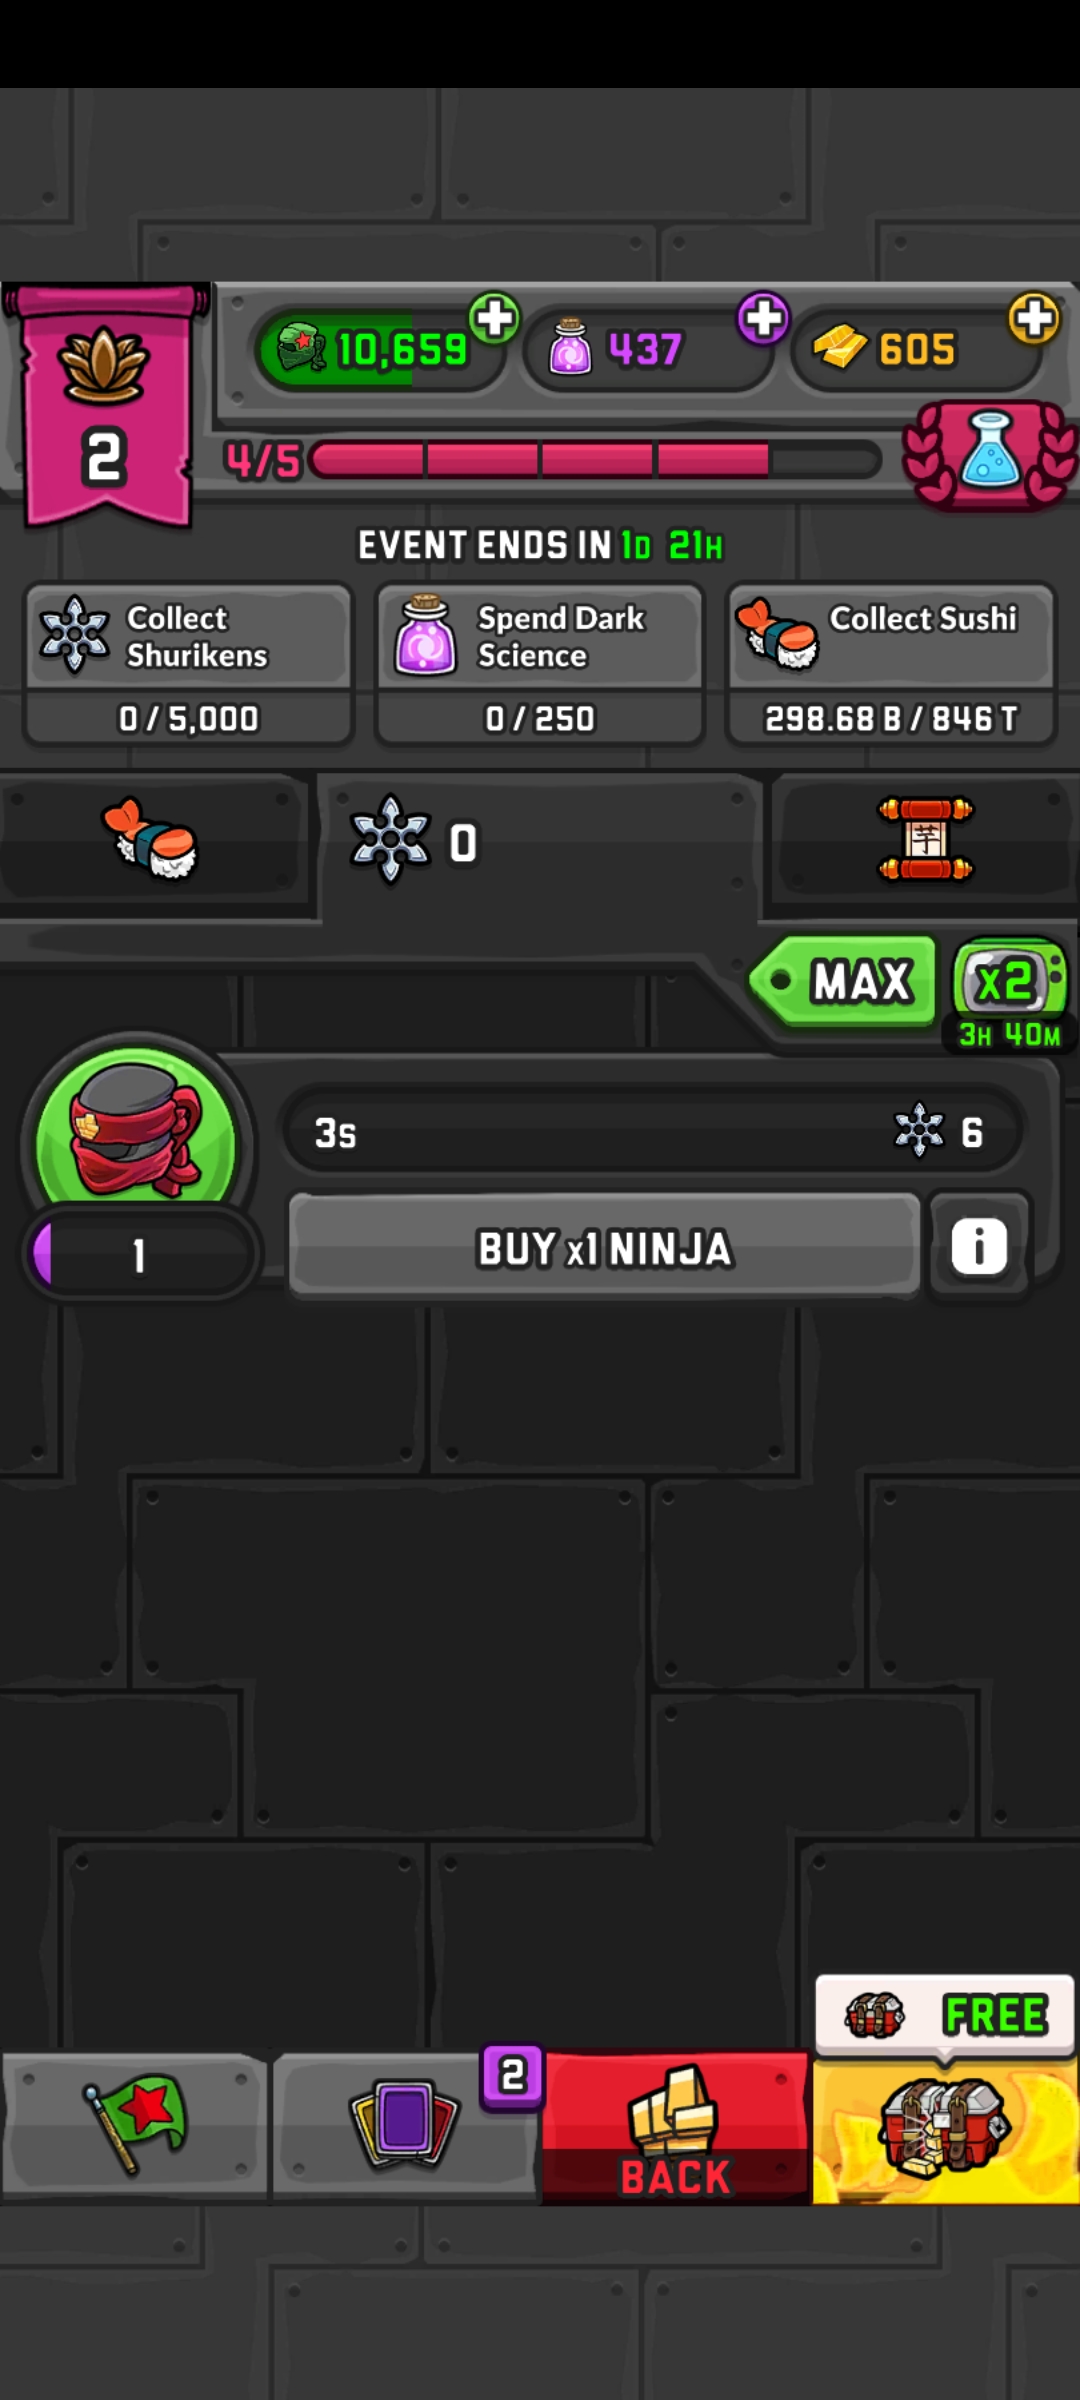 10,659
437
605
2
4/5
EVENT ENDS IN 1D 21H
Collect
Shurikens
0 / 5,000
Spend Dark
Science
0 / 250
Collect Sushi
298.68 B / 846 T
0
芋
MAX
x2
3H 40M
3s
6
1
BUY x1 NINJA
i
FREE
2
BACK